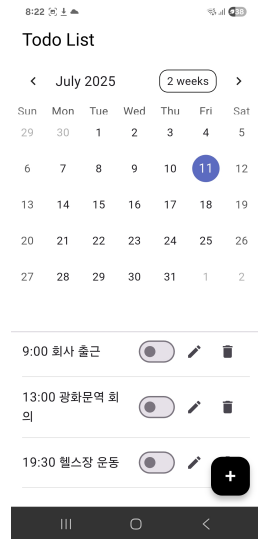 8:22
38
Todo List
July 2025
2 weeks
Sun Mon Tue Wed Thu Fri Sat
29 30 1 2 3 4 5
6 7 8 9 10 11 12
13 14 15 16 17 18 19
20 21 22 23 24 25 26
27 28 29 30 31 1 2
9:00 회사 출근
13:00 광화문역 회
의
19:30 헬스장 운동
+